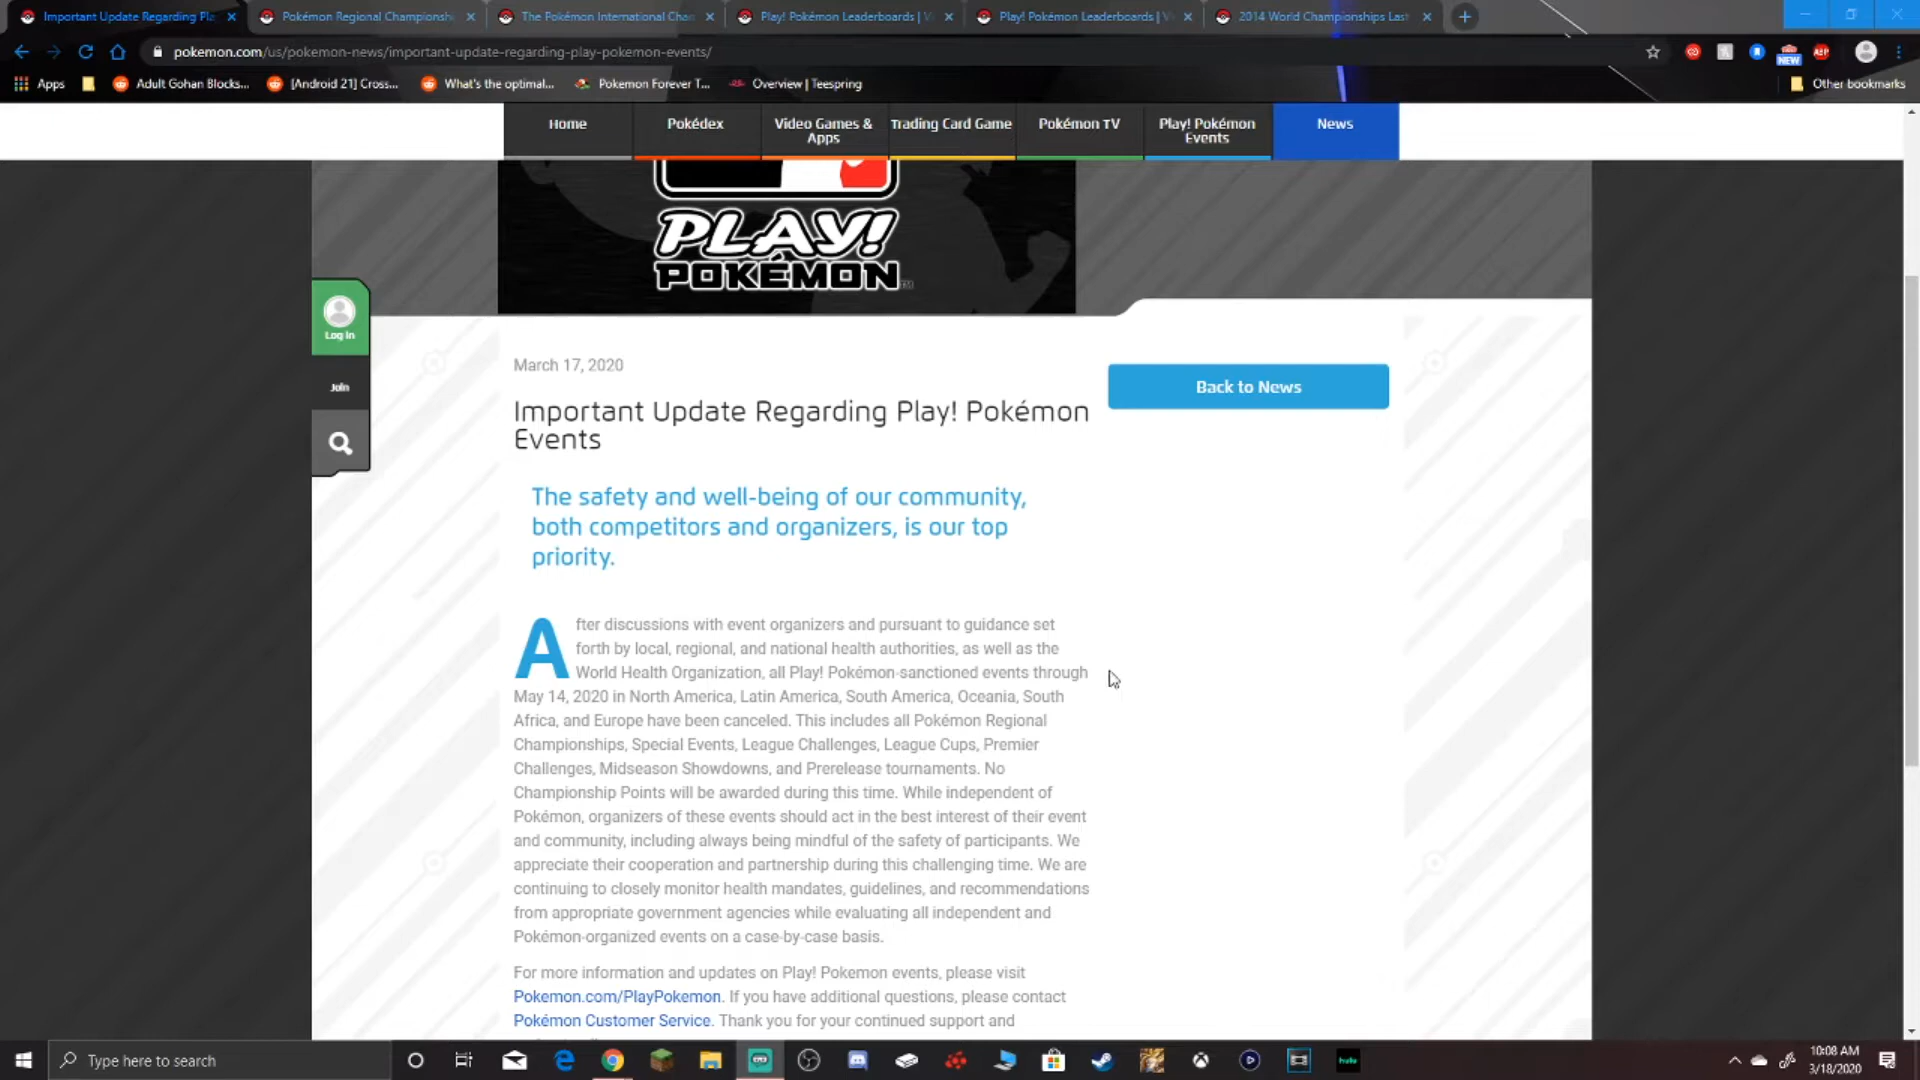 Important Update Regarding Pl
Pokémon Regional Championshi
The Pokémon International Cha
Play! Pokémon Leaderboards | V
Play! Pokémon Leaderboards | V
2014 World Championships Last
pokemon.com/us/pokemon-news/important-update-regarding-play-pokemon-events/
NEW
ABP
Apps
Adult Gohan Blocks...
[Android 21] Cross...
What's the optimal...
Pokemon Forever T...
Overview | Teespring
Other bookmarks
Home
Pokédex
Video Games & Apps
Trading Card Game
Pokémon TV
Play! Pokémon Events
News
PLAY!
POKÉMON
Log In
Join
March 17, 2020
Back to News
Important Update Regarding Play! Pokémon
Events
The safety and well-being of our community,
both competitors and organizers, is our top
priority.
After discussions with event organizers and pursuant to guidance set
forth by local, regional, and national health authorities, as well as the
World Health Organization, all Play! Pokémon-sanctioned events through
May 14, 2020 in North America, Latin America, South America, Oceania, South
Africa, and Europe have been canceled. This includes all Pokémon Regional
Championships, Special Events, League Challenges, League Cups, Premier
Challenges, Midseason Showdowns, and Prerelease tournaments. No
Championship Points will be awarded during this time. While independent of
Pokémon, organizers of these events should act in the best interest of their event
and community, including always being mindful of the safety of participants. We
appreciate their cooperation and partnership during this challenging time. We are
continuing to closely monitor health mandates, guidelines, and recommendations
from appropriate government agencies while evaluating all independent and
Pokémon-organized events on a case-by-case basis.
For more information and updates on Play! Pokemon events, please visit
Pokemon.com/PlayPokemon. If you have additional questions, please contact
Pokémon Customer Service. Thank you for your continued support and
Type here to search
hulu
10:08 AM
3/18/2020